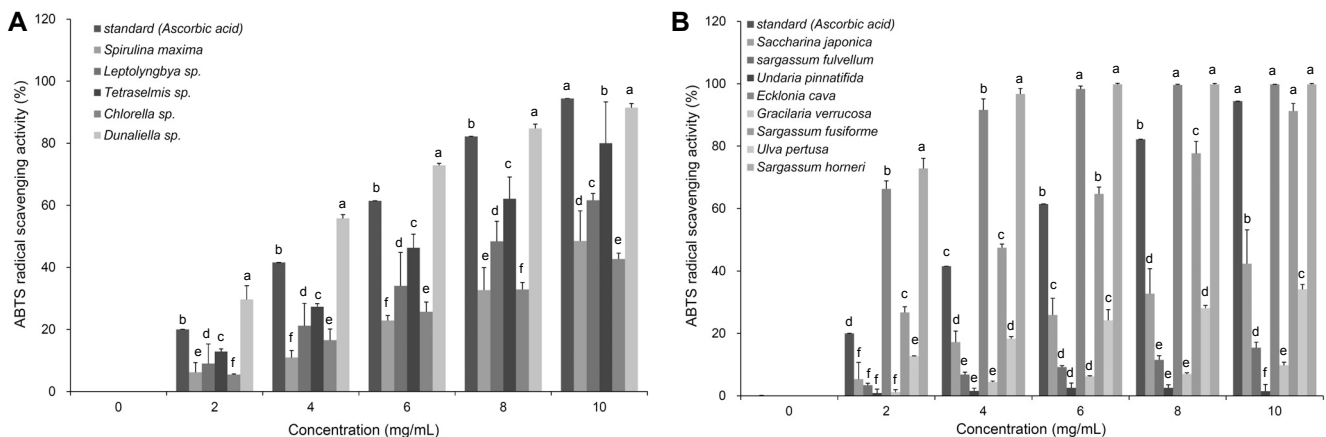 A
ABTS radical scavenging activity (%)
120
100
80
60
40
20
0
standard (Ascorbic acid)
Spirulina maxima
Leptolyngbya sp.
Tetraselmis sp.
Chlorella sp.
Dunaliella sp.
b e d c f a
b f d c e a
b f d c e a
b e d c f a
a d c b e a
0 2 4 6 8 10
Concentration (mg/mL)
B
ABTS radical scavenging activity (%)
120
100
80
60
40
20
0
standard (Ascorbic acid)
Saccharina japonica
sargassum fulvellum
Undaria pinnatifida
Ecklonia cava
Gracilaria verrucosa
Sargassum fusiforme
Ulva pertusa
Sargassum horneri
d f f f b f c e a
c d e e b e c d a
b c d e a d b c a
b d e e a e c d a
a b d f a e a c a
0 2 4 6 8 10
Concentration (mg/mL)